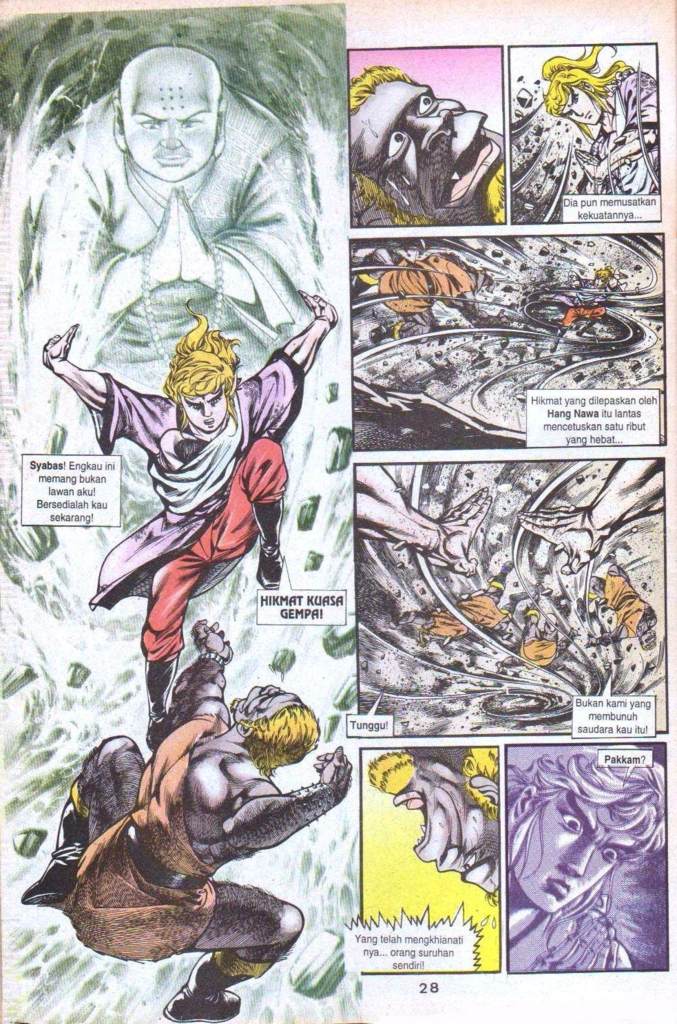 Syabas! Engkau ini
memang bukan
lawan aku!
Bersedialah kau
sekarang!
HIKMAT KUASA
GEMPA!
Dia pun memusatkan
kekuatannya...
Hikmat yang dilepaskan oleh
Hang Nawa itu lantas
mencetuskan satu ribut
yang hebat...
Tunggu!
Bukan kami yang
membunuh
saudara kau itu!
Yang telah mengkhianati
nya... orang suruhan
sendiri!
Pakkam?
28